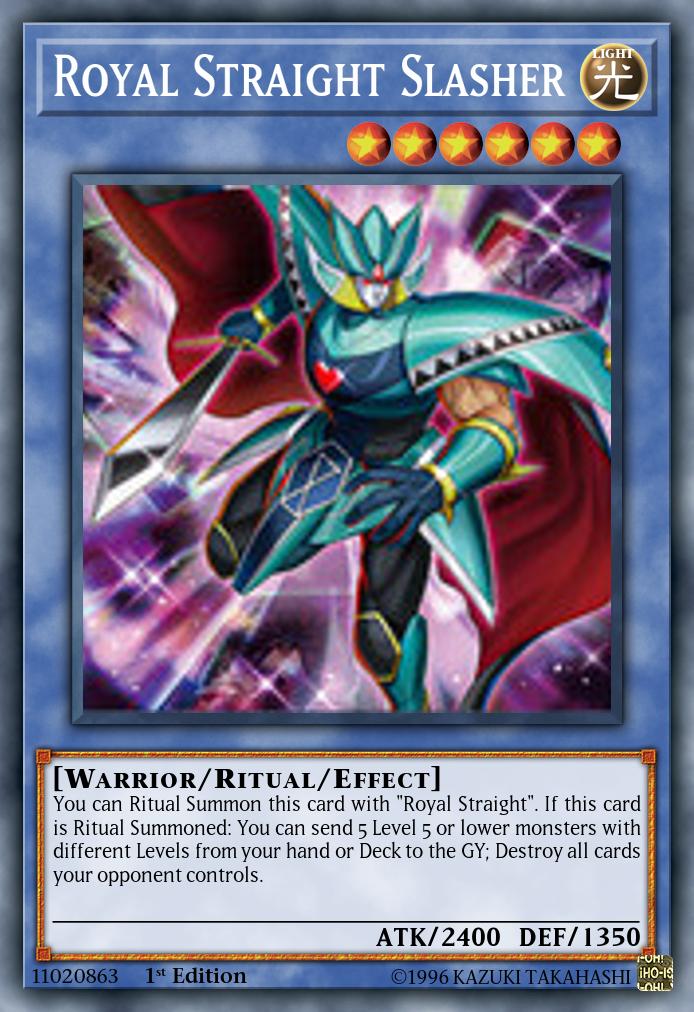 ROYAL STRAIGHT SLASHER
LIGHT
光
[WARRIOR/RITUAL/EFFECT]
You can Ritual Summon this card with "Royal Straight". If this card
is Ritual Summoned: You can send 5 Level 5 or lower monsters with
different Levels from your hand or Deck to the GY; Destroy all cards
your opponent controls.
ATK/2400 DEF/1350
11020863 1st Edition ©1996 KAZUKI TAKAHASHI